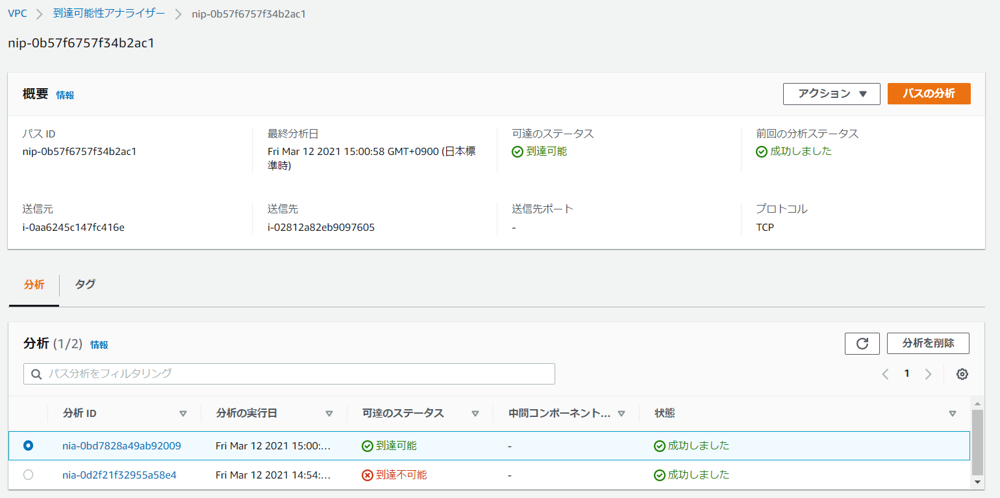 VPC > 到達可能性アナライザー > nip-0b57f6757f34b2ac1
nip-0b57f6757f34b2ac1
概要 情報 アクション ▼ パスの分析
パス ID 最終分析日 可達のステータス 前回の分析ステータス
nip-0b57f6757f34b2ac1 Fri Mar 12 2021 15:00:58 GMT+0900 (日本標 到達可能 成功しました
準時)
送信元 送信先 送信先ポート プロトコル
i-0aa6245c147fc416e i-02812a82eb9097605 - TCP
分析 タグ
分析 (1/2) 情報 分析を削除
パス分析をフィルタリング 1
分析 ID 分析の実行日 可達のステータス 中間コンポーネント... 状態
nia-0bd7828a49ab92009 Fri Mar 12 2021 15:00:... 到達可能 - 成功しました
nia-0d2f21f32955a58e4 Fri Mar 12 2021 14:54:... 到達不可能 - 成功しました